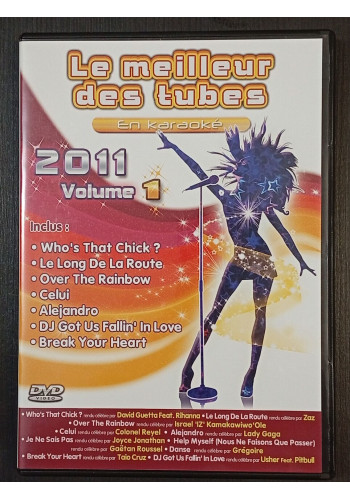 Le meilleur
des tubes
En karaoké
2011
Volume 1
Inclus :
• Who's That Chick ?
• Le Long De La Route
• Over The Rainbow
• Celui
• Alejandro
• DJ Got Us Fallin' In Love
• Break Your Heart
DVD
VIDEO
• Who's That Chick ? rendu célèbre par David Guetta Feat. Rihanna • Le Long De La Route rendu célèbre par Zaz
• Over The Rainbow rendu célèbre par Israel 'IZ' Kamakawiwo'Ole
• Celui rendu célèbre par Colonel Reyel • Alejandro rendu célèbre par Lady Gaga
• Je Ne Sais Pas rendu célèbre par Joyce Jonathan • Help Myself (Nous Ne Faisons Que Passer)
rendu célèbre par Gaëtan Roussel • Danse rendu célèbre par Grégoire
• Break Your Heart rendu célèbre par Taio Cruz • DJ Got Us Fallin' In Love rendu célèbre par Usher Feat. Pitbull